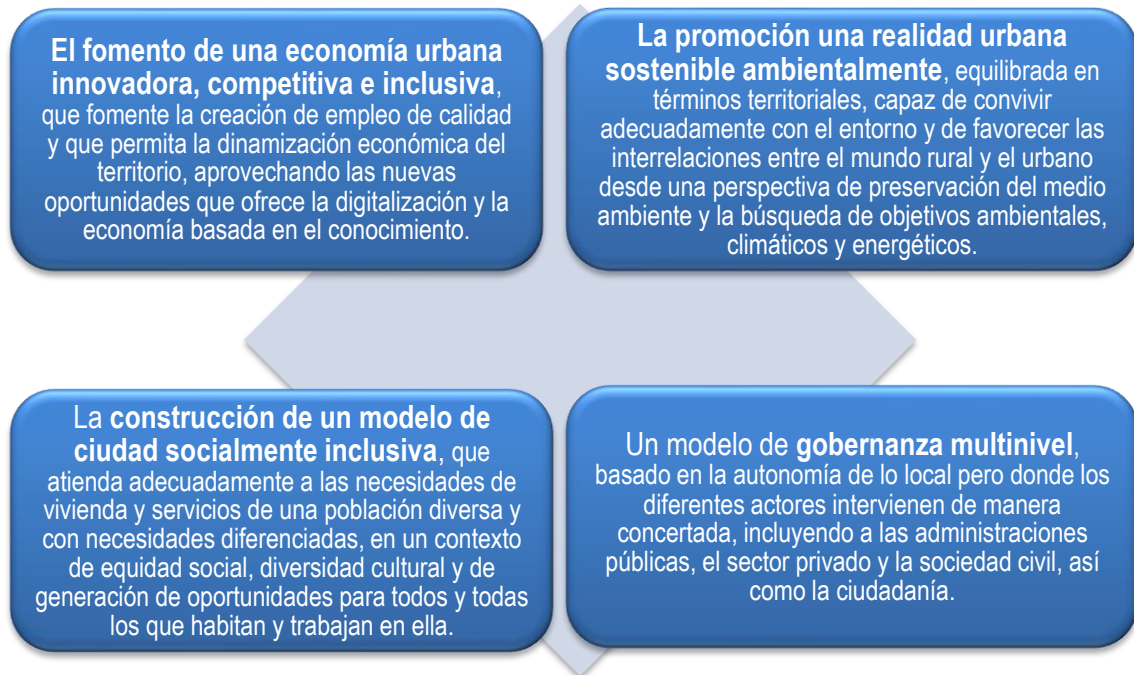 El fomento de una economía urbana
innovadora, competitiva e inclusiva,
que fomente la creación de empleo de calidad
y que permita la dinamización económica del
territorio, aprovechando las nuevas
oportunidades que ofrece la digitalización y la
economía basada en el conocimiento.
La promoción una realidad urbana
sostenible ambientalmente, equilibrada en
términos territoriales, capaz de convivir
adecuadamente con el entorno y de favorecer las
interrelaciones entre el mundo rural y el urbano
desde una perspectiva de preservación del medio
ambiente y la búsqueda de objetivos ambientales,
climáticos y energéticos.
La construcción de un modelo de
ciudad socialmente inclusiva, que
atienda adecuadamente a las necesidades de
vivienda y servicios de una población diversa y
con necesidades diferenciadas, en un contexto
de equidad social, diversidad cultural y de
generación de oportunidades para todos y todas
los que habitan y trabajan en ella.
Un modelo de gobernanza multinivel,
basado en la autonomía de lo local pero donde los
diferentes actores intervienen de manera
concertada, incluyendo a las administraciones
públicas, el sector privado y la sociedad civil, así
como la ciudadanía.